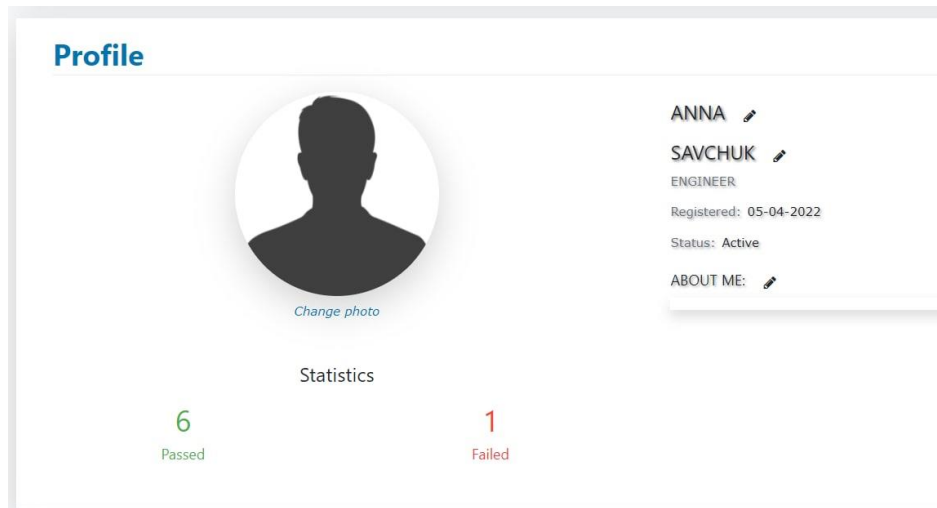 Profile
ANNA
SAVCHUK
ENGINEER
Registered: 05-04-2022
Status: Active
ABOUT ME:
Change photo
Statistics
6
Passed
1
Failed